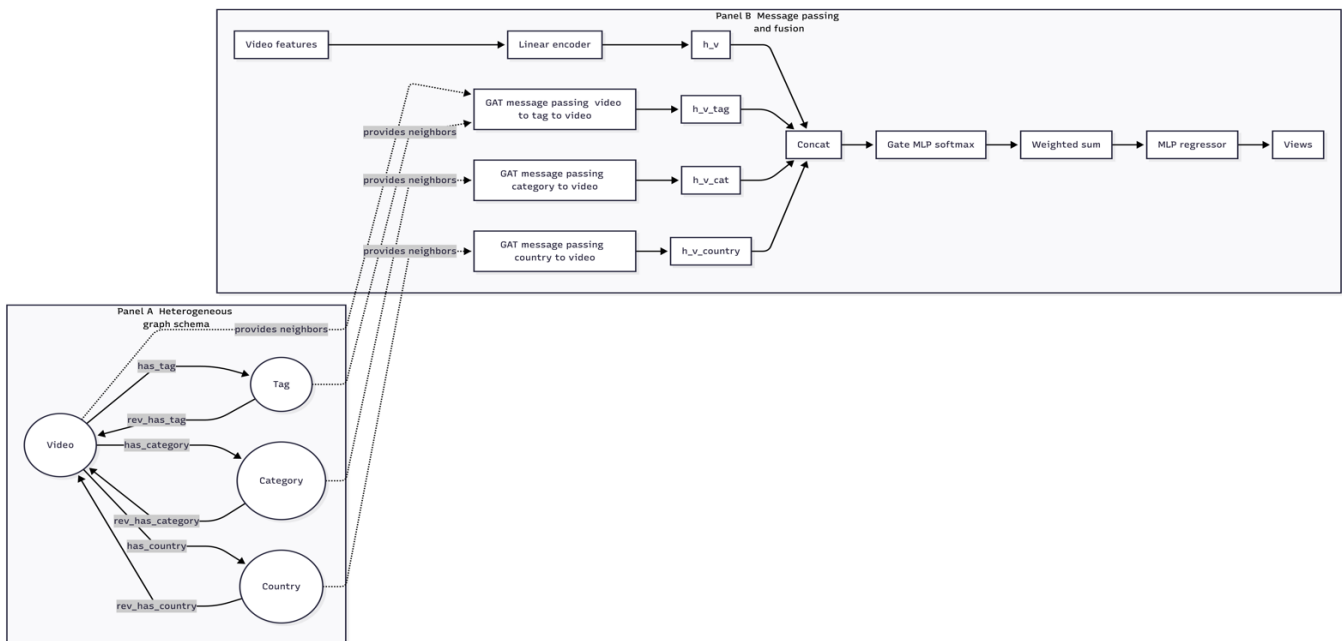 Panel B Message passing
and fusion
Video features
Linear encoder
h_v
GAT message passing video
to tag to video
h_v_tag
provides neighbors
Concat
Gate MLP softmax
Weighted sum
MLP regressor
Views
GAT message passing
category to video
h_v_cat
provides neighbors
GAT message passing
country to video
h_v_country
provides neighbors
Panel A Heterogeneous
graph schema
provides neighbors
has_tag
Tag
rev_has_tag
Video
has_category
Category
rev_has_category
has_country
Country
rev_has_country